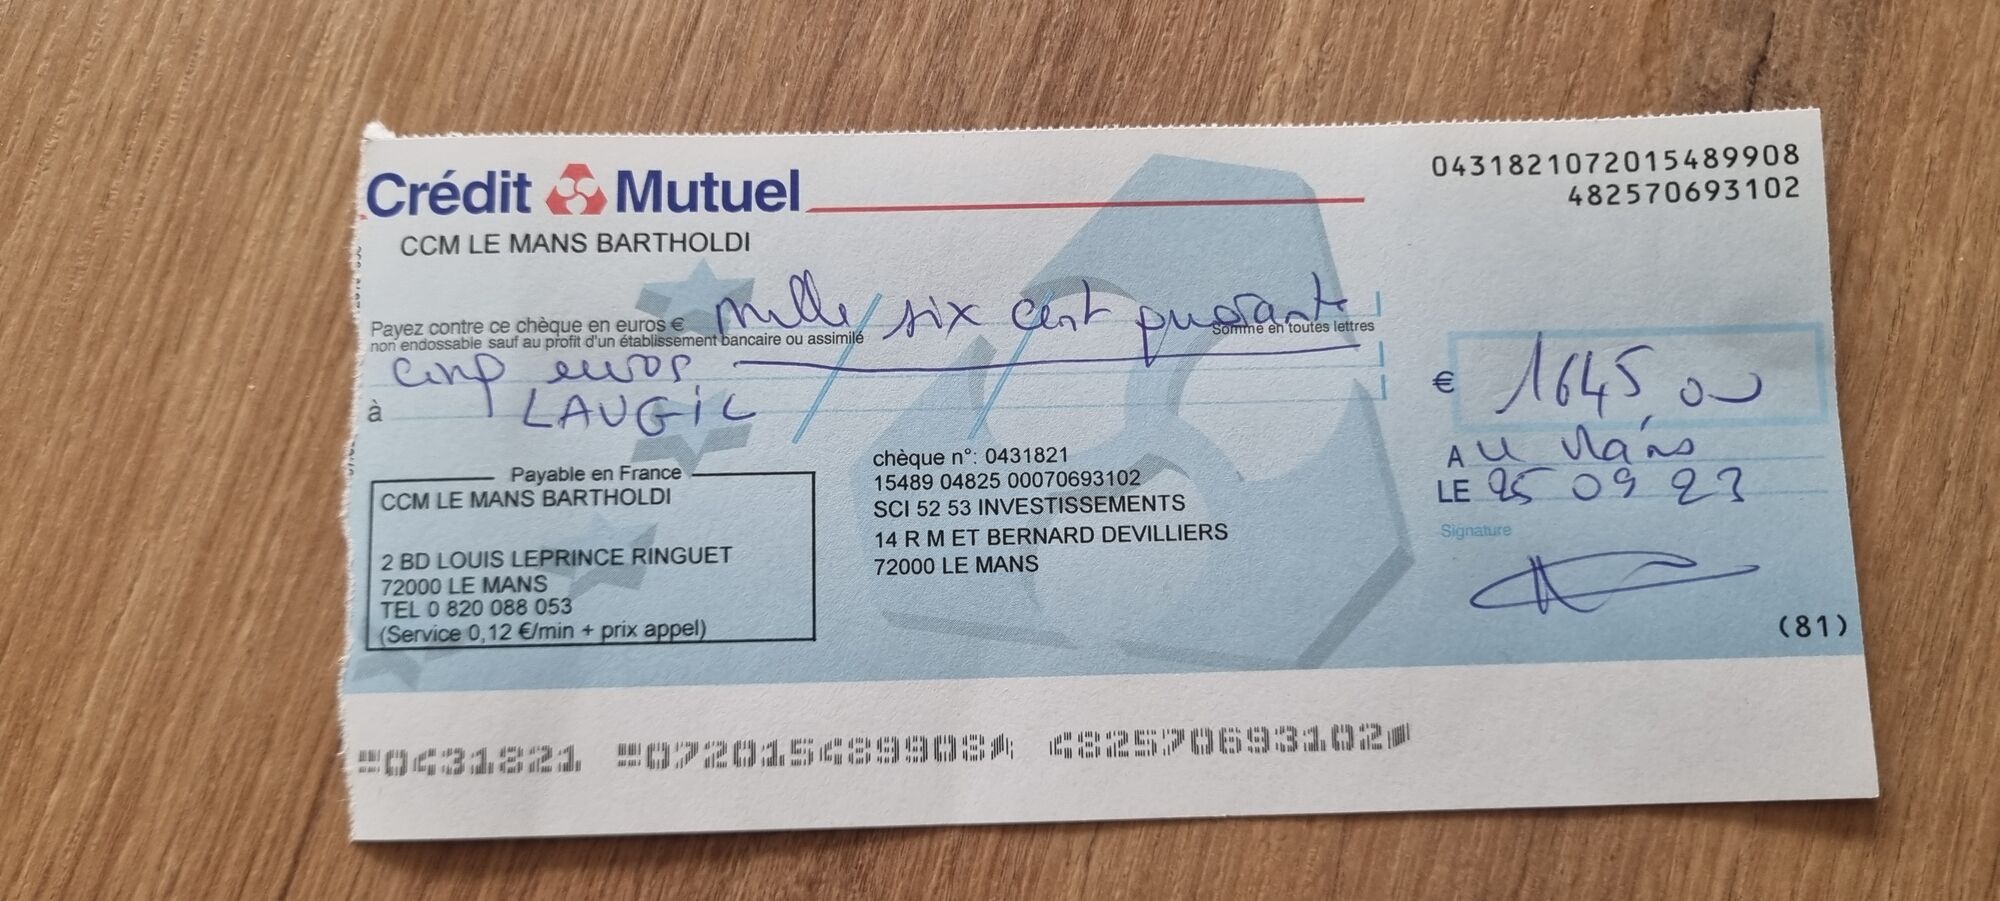 Crédit Mutuel
0431821072015489908
482570693102
CCM LE MANS BARTHOLDI
Payez contre ce chèque en euros €
non endossable sauf au profit d'un établissement bancaire ou assimilé
mille six cent quarante
Somme en toutes lettres
cinq euros
€ 1645,00
à LAUGIL
A Le Mans
LE 25 09 23
Signature
Payable en France
CCM LE MANS BARTHOLDI
2 BD LOUIS LEPRINCE RINGUET
72000 LE MANS
TEL 0 820 088 053
(Service 0,12 €/min + prix appel)
chèque n°: 0431821
15489 04825 00070693102
SCI 52 53 INVESTISSEMENTS
14 R M ET BERNARD DEVILLIERS
72000 LE MANS
(81)
0431821 072015489908 482570693102